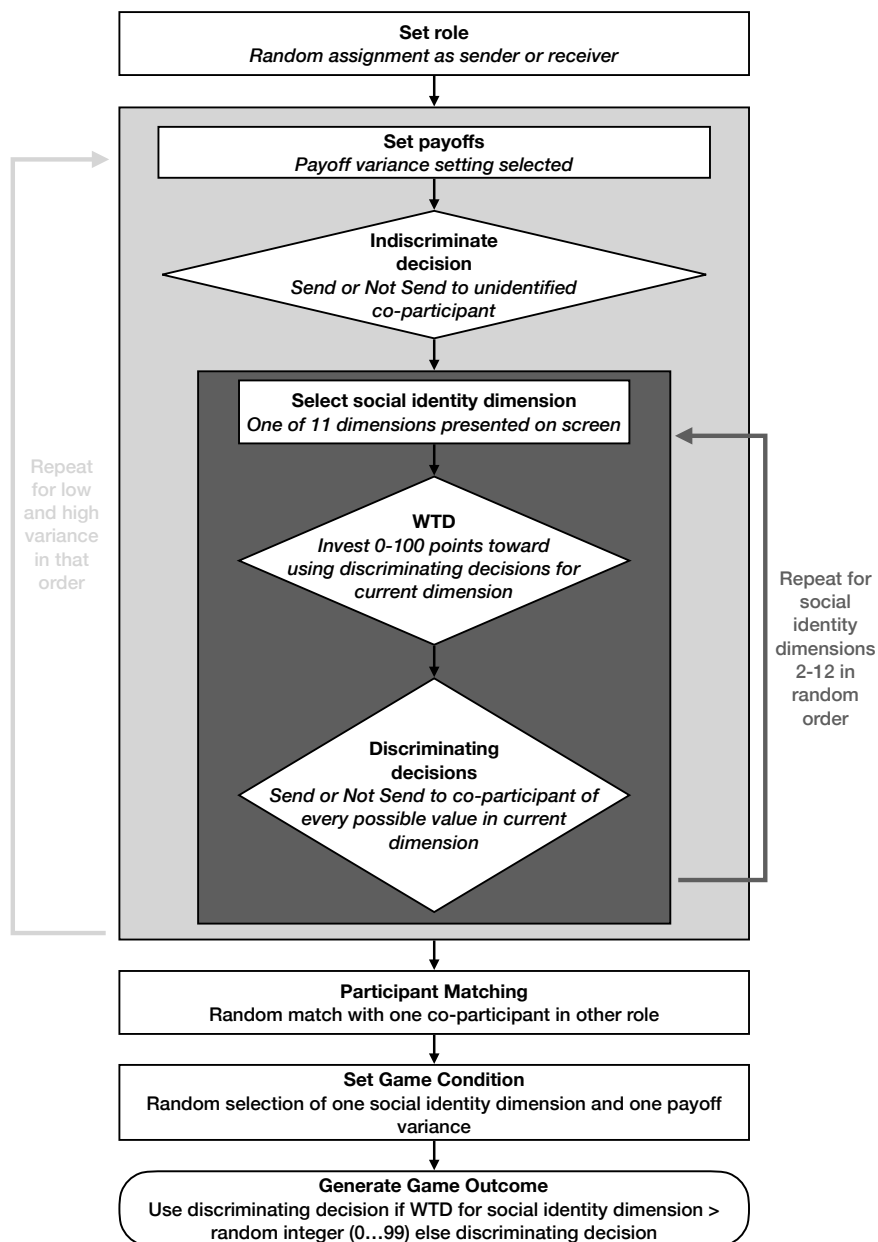 Set role
Random assignment as sender or receiver
Set payoffs
Payoff variance setting selected
Indiscriminate
decision
Send or Not Send to unidentified
co-participant
Select social identity dimension
One of 11 dimensions presented on screen
WTD
Invest 0-100 points toward
using discriminating decisions for
current dimension
Discriminating
decisions
Send or Not Send to co-participant of
every possible value in current
dimension
Repeat
for low
and high
variance
in that
order
Repeat for
social
identity
dimensions
2-12 in
random
order
Participant Matching
Random match with one co-participant in other role
Set Game Condition
Random selection of one social identity dimension and one payoff
variance
Generate Game Outcome
Use discriminating decision if WTD for social identity dimension >
random integer (0…99) else discriminating decision